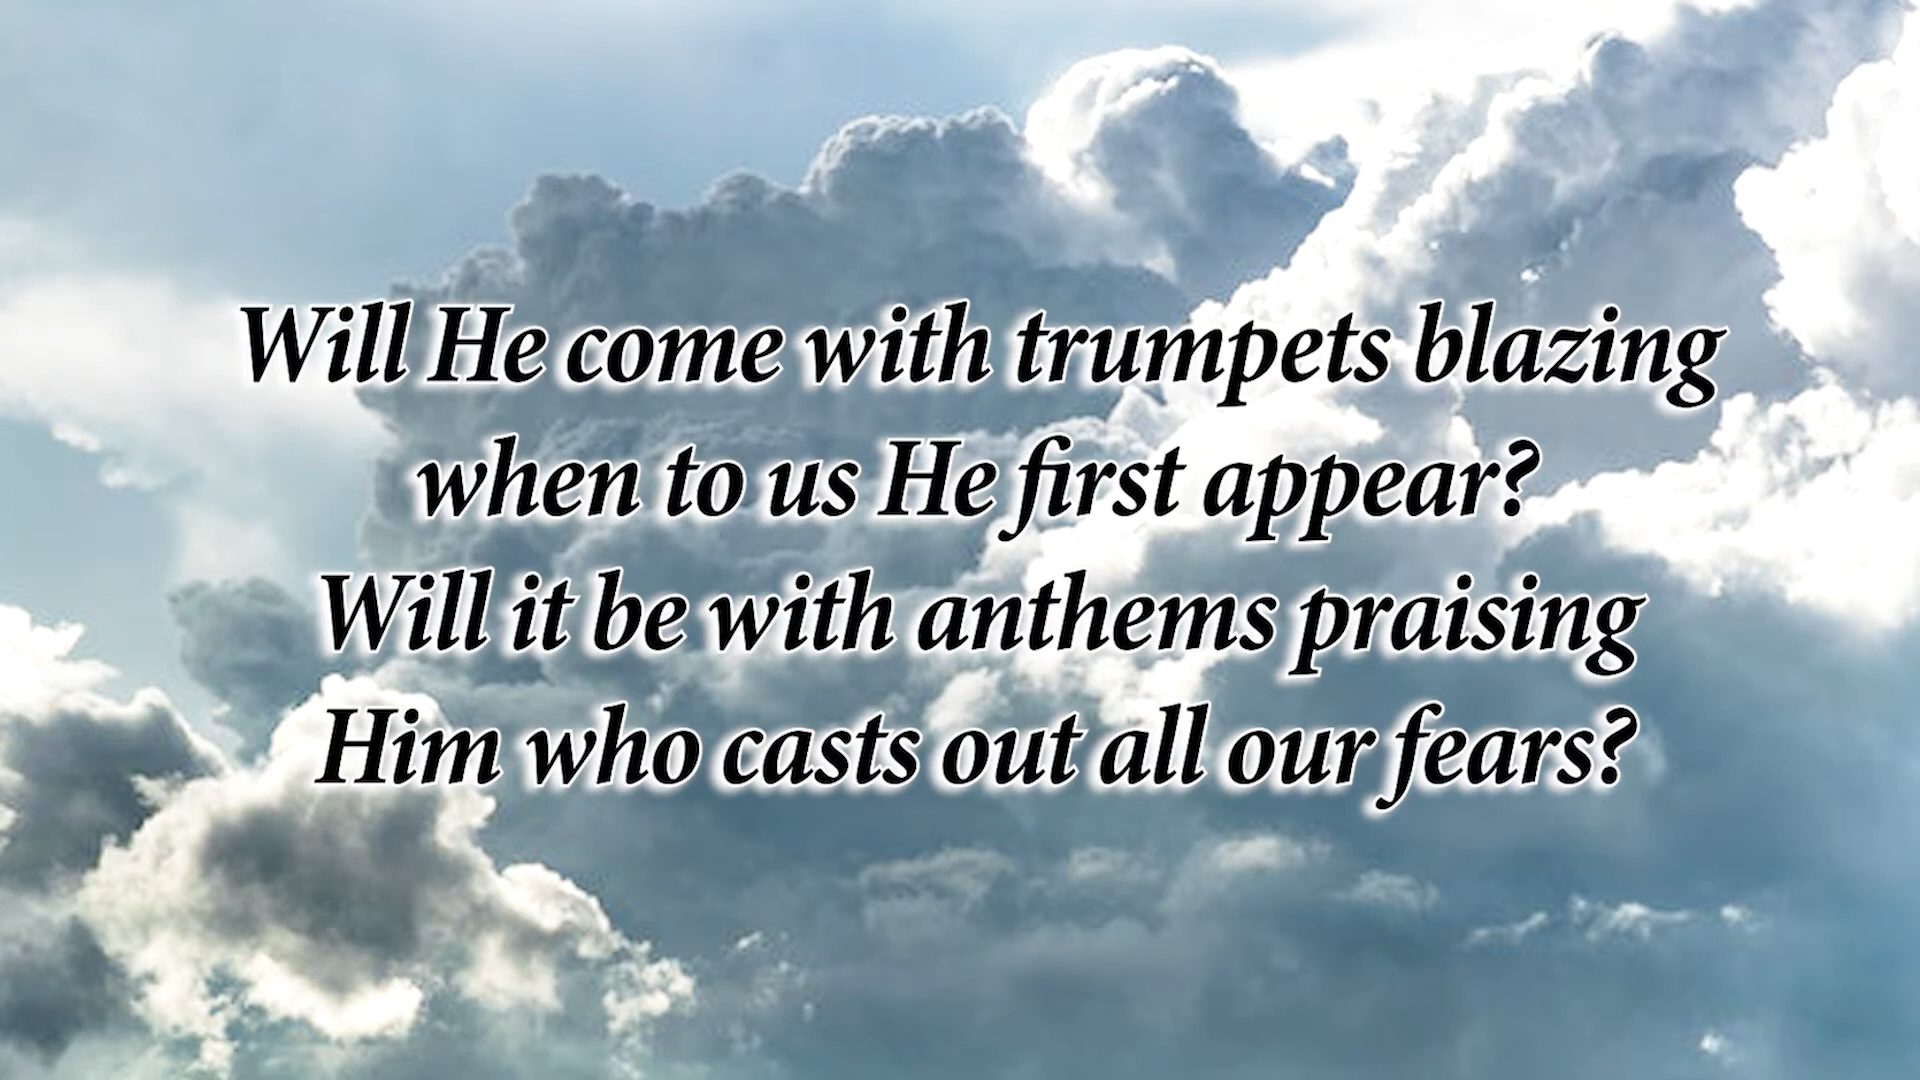 Will He come with trumpets blazing
when to us He first appear?
Will it be with anthems praising
Him who casts out all our fears?